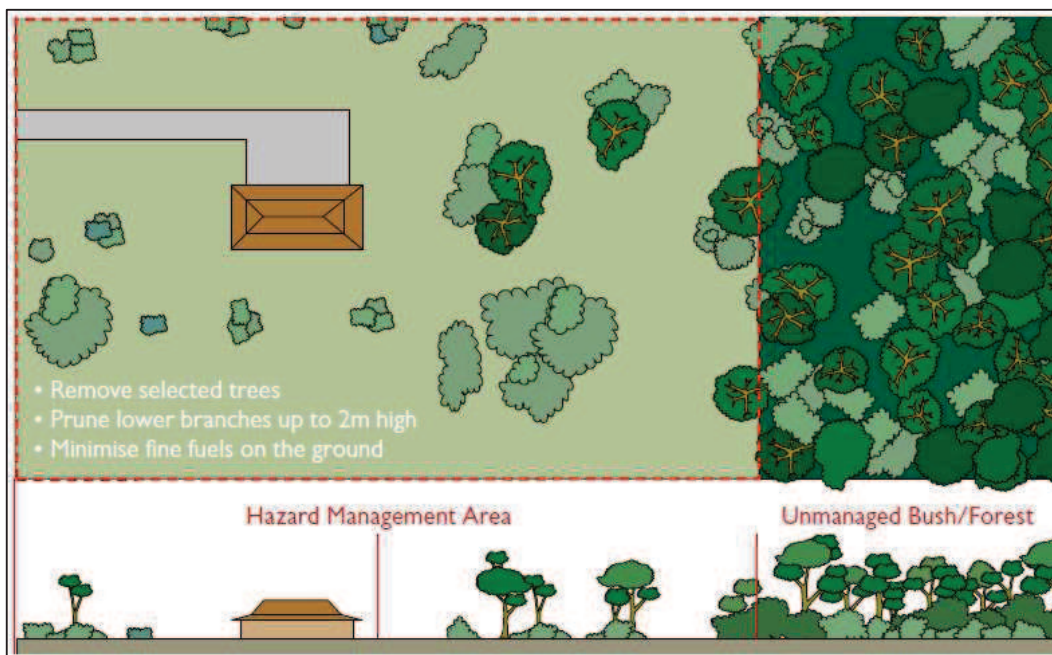 • Remove selected trees
• Prune lower branches up to 2m high
• Minimise fine fuels on the ground
Hazard Management Area
Unmanaged Bush/Forest